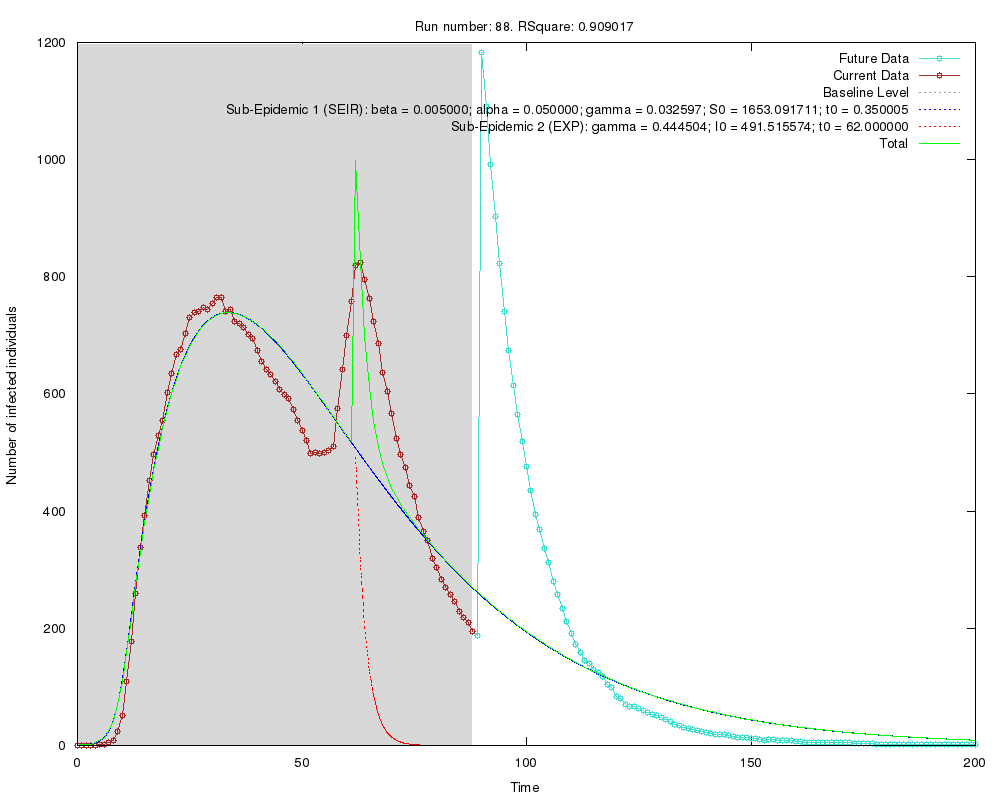 Run number: 88. RSquare: 0.909017
1200
1000
800
600
400
200
0
0
50
100
150
200
Number of infected individuals
Time
Future Data
Current Data
Baseline Level
Sub-Epidemic 1 (SEIR): beta = 0.005000; alpha = 0.050000; gamma = 0.032597; S0 = 1653.091711; t0 = 0.350005
Sub-Epidemic 2 (EXP): gamma = 0.444504; I0 = 491.515574; t0 = 62.000000
Total